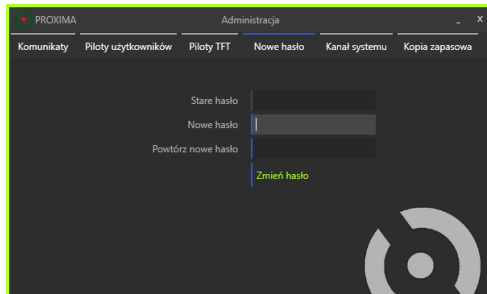 PROXIMA Administracja _ X
Komunikaty Piloty użytkowników Piloty TFT Nowe hasło Kanał systemu Kopia zapasowa
Stare hasło
Nowe hasło
Powtórz nowe hasło
Zmień hasło